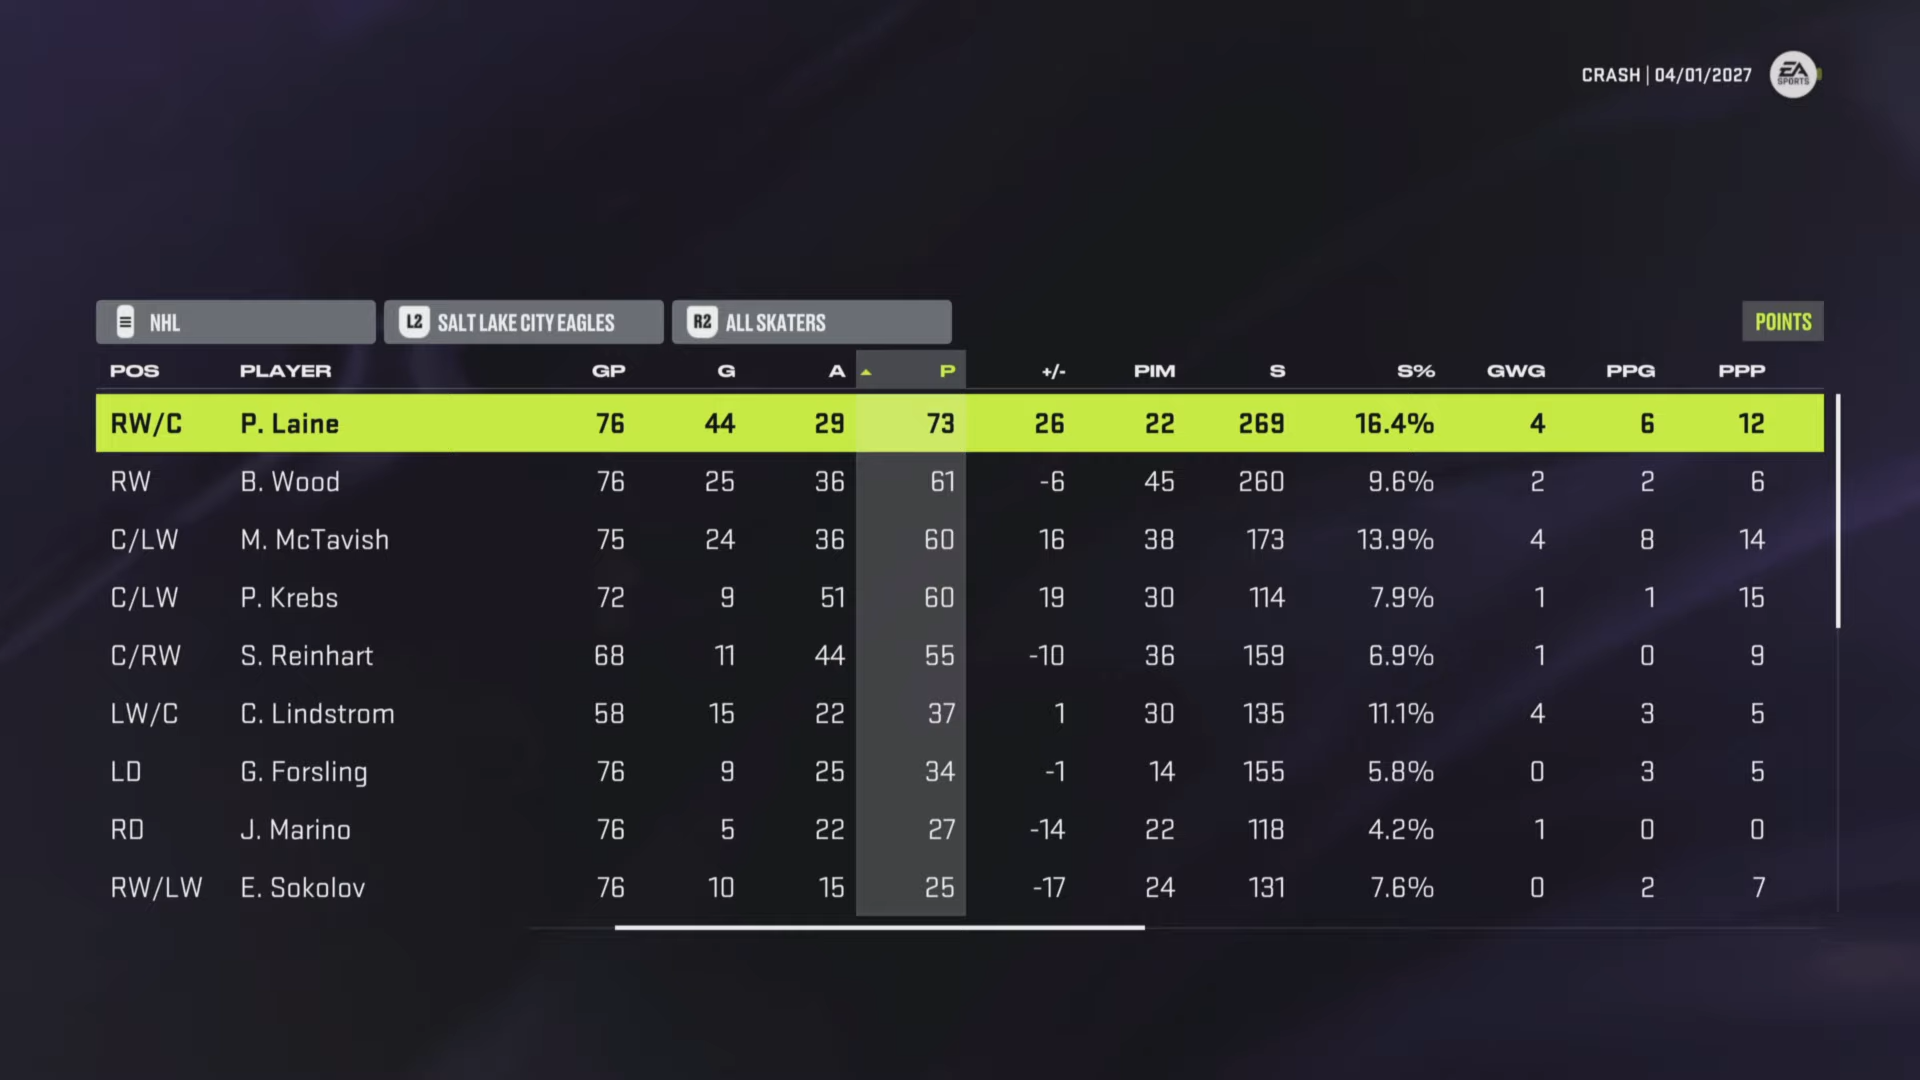 CRASH | 04/01/2027 EA SPORTS
NHL L2 SALT LAKE CITY EAGLES R2 ALL SKATERS POINTS
POS PLAYER GP G A P +/- PIM S S% GWG PPG PPP
RW/C P. Laine 76 44 29 73 26 22 269 16.4% 4 6 12
RW B. Wood 76 25 36 61 -6 45 260 9.6% 2 2 6
C/LW M. McTavish 75 24 36 60 16 38 173 13.9% 4 8 14
C/LW P. Krebs 72 9 51 60 19 30 114 7.9% 1 1 15
C/RW S. Reinhart 68 11 44 55 -10 36 159 6.9% 1 0 9
LW/C C. Lindstrom 58 15 22 37 1 30 135 11.1% 4 3 5
LD G. Forsling 76 9 25 34 -1 14 155 5.8% 0 3 5
RD J. Marino 76 5 22 27 -14 22 118 4.2% 1 0 0
RW/LW E. Sokolov 76 10 15 25 -17 24 131 7.6% 0 2 7